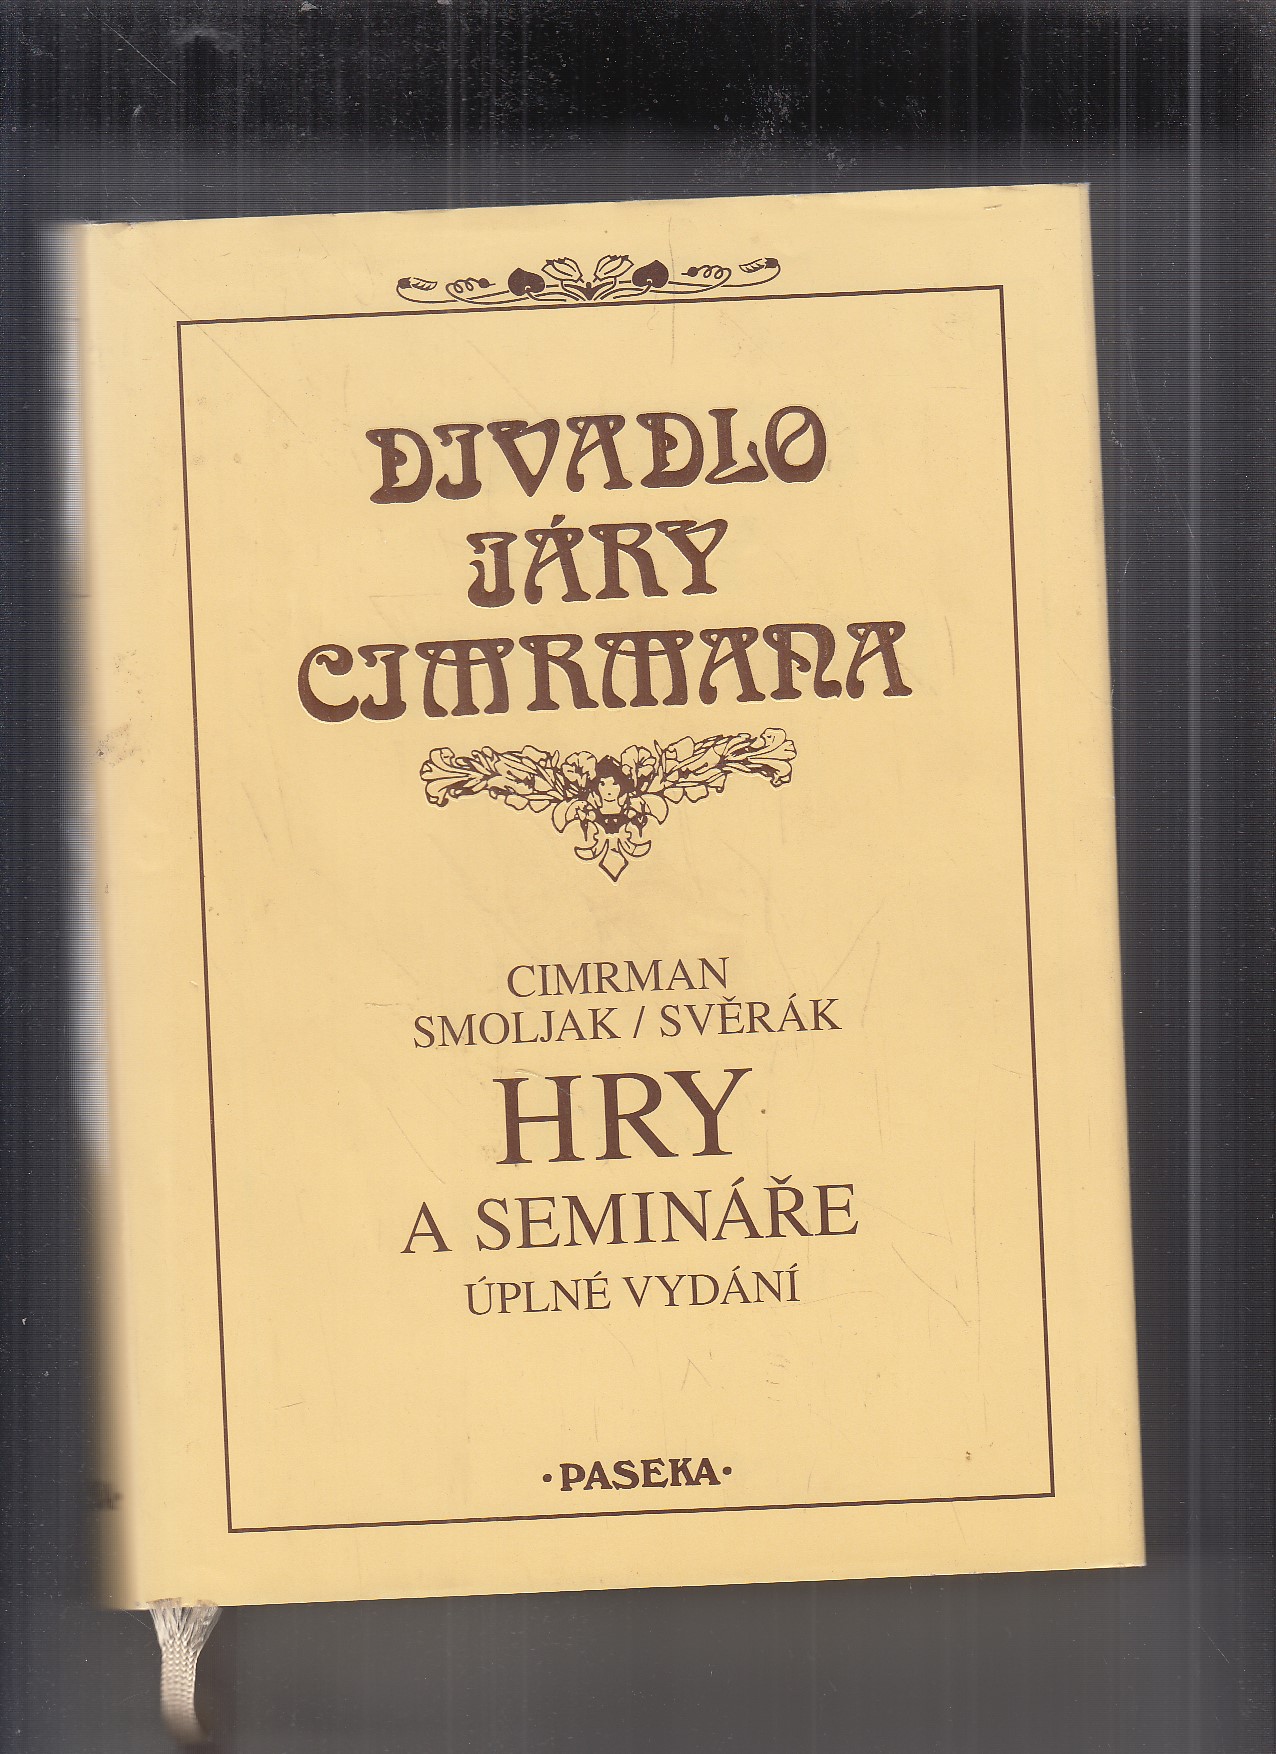 DIVADLO
JÁRY
CIMRMANA
CIMRMAN
SMOLJAK / SVĚRÁK
HRY
A SEMINÁŘE
ÚPLNÉ VYDÁNÍ
·PASEKA·